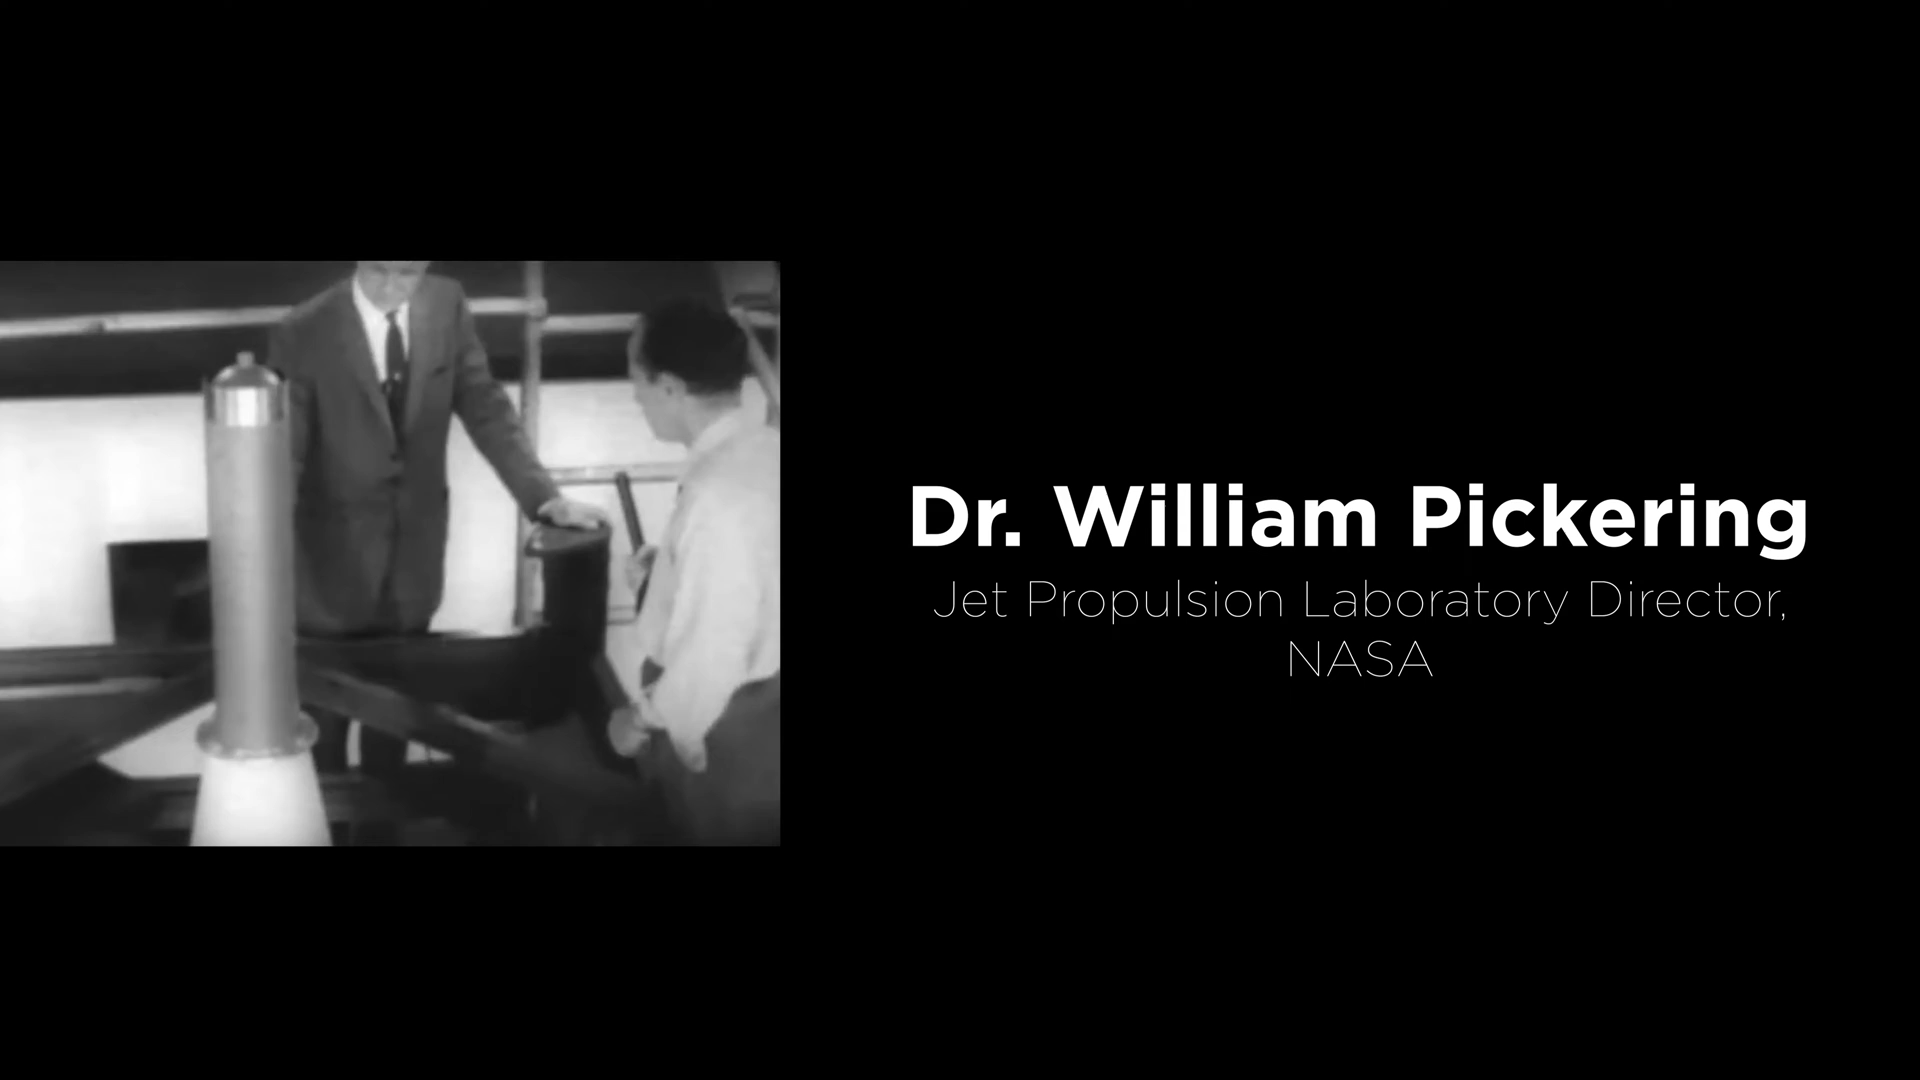 Dr. William Pickering
Jet Propulsion Laboratory Director,
NASA